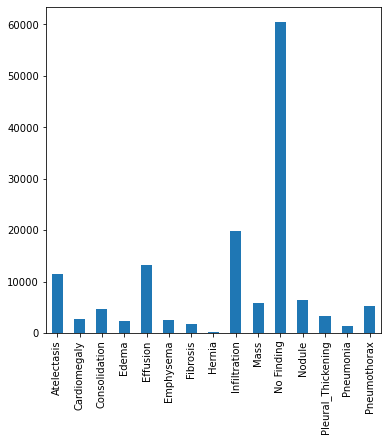 60000
50000
40000
30000
20000
10000
0
Atelectasis
Cardiomegaly
Consolidation
Edema
Effusion
Emphysema
Fibrosis
Hernia
Infiltration
Mass
No Finding
Nodule
Pleural_Thickening
Pneumonia
Pneumothorax